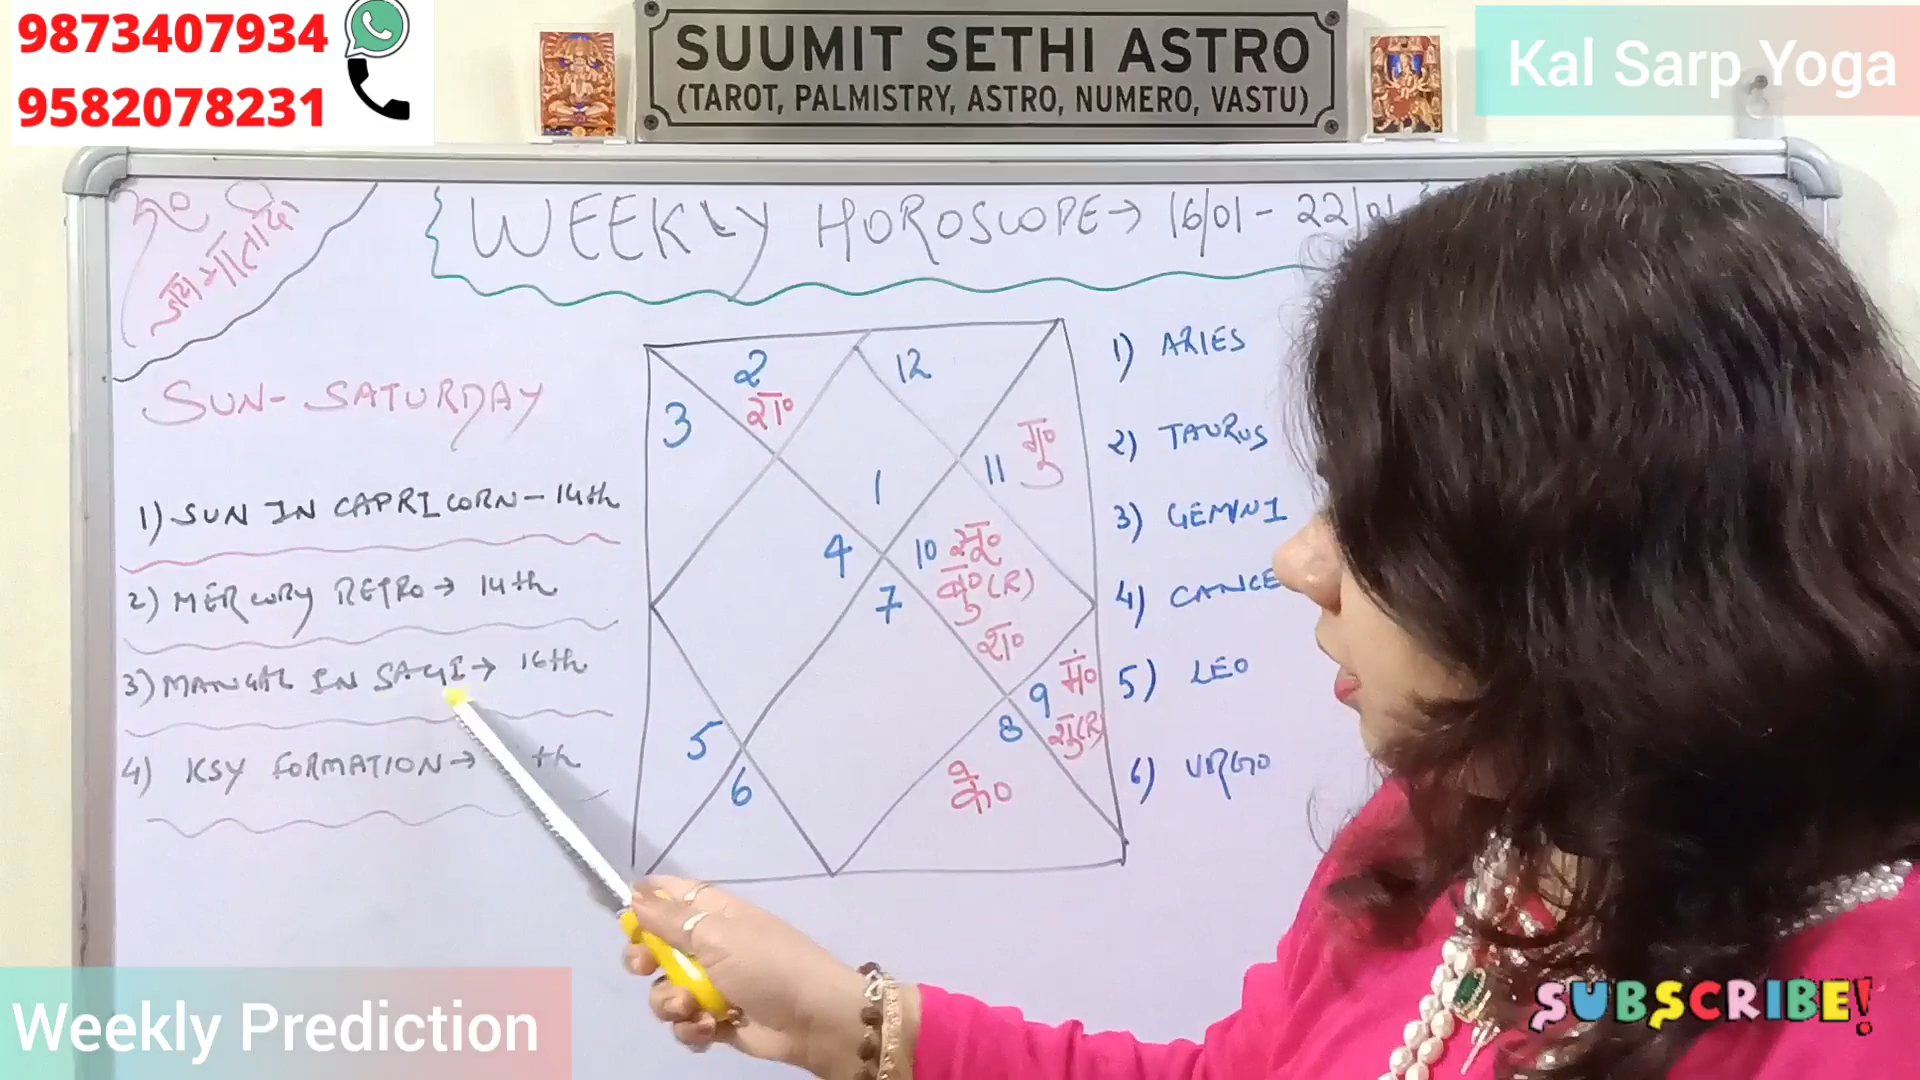 9873407934
9582078231
SUUMIT SETHI ASTRO
(TAROT, PALMISTRY, ASTRO, NUMERO, VASTU)
Kal Sarp Yoga
जय माता दी
WEEKLY HOROSCOPE → 16/01 - 22/01
SUN - SATURDAY
1) SUN IN CAPRICORN - 14th
2) MERCURY RETRO → 14th
3) MANGAL IN SAGI → 16th
4) KSY FORMATION → th
2
रा०
12
3
गु०
11
1
4
10 सू०
बु०(R)
7
श०
9 मं०
शु(R)
8
5
6
के०
1) ARIES
2) TAURUS
3) GEMINI
4) CANCE
5) LEO
6) VIRGO
Weekly Prediction
SUBSCRIBE!